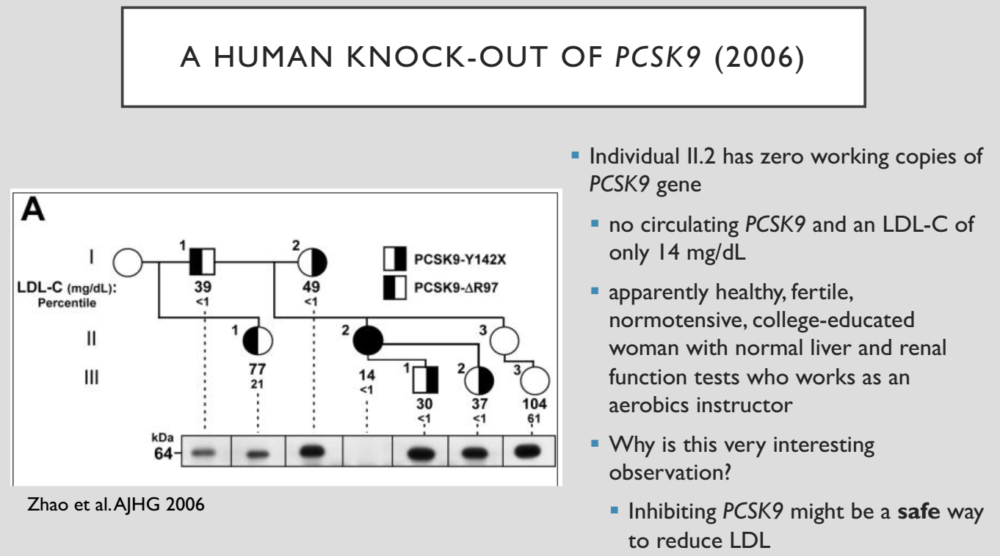 A HUMAN KNOCK-OUT OF PCSK9 (2006)
A
I
1
2
PCSK9-Y142X
PCSK9-ΔR97
LDL-C (mg/dL):
Percentile
39
<1
49
<1
II
1
2
3
77
21
14
<1
III
1
2
3
30
<1
37
<1
104
61
kDa
64
Zhao et al. AJHG 2006
▪ Individual II.2 has zero working copies of
PCSK9 gene
▪ no circulating PCSK9 and an LDL-C of
only 14 mg/dL
▪ apparently healthy, fertile,
normotensive, college-educated
woman with normal liver and renal
function tests who works as an
aerobics instructor
▪ Why is this very interesting
observation?
▪ Inhibiting PCSK9 might be a safe way
to reduce LDL